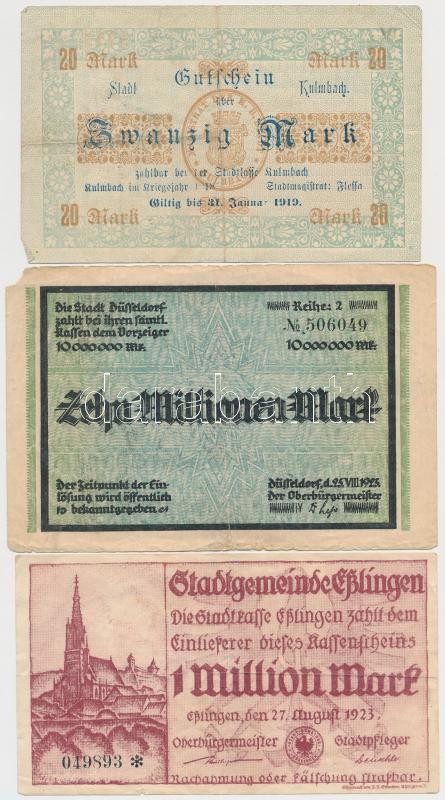 20 Mark Mark 20
Stadt Gutschein Kulmbach.
über
Zwanzig Mark
zahlbar bei der Stadtkasse Kulmbach
Kulmbach im Kriegsjahr Stadtmagistrat: Flessa
20 Giltig bis 31. Januar 1919. 20
Mark Mark
Die Stadt Düsseldorf
zahlt bei ihren sämtl.
Kassen dem Vorzeiger
10000000 Mk.
Reihe: 2
№ 506049
10000000 Mk.
Zehn Millionen Mark
Der Zeitpunkt der Ein-
lösung wird öffentlich
bekanntgegeben
Düsseldorf, d. 25. VIII 1923.
Der Oberbürgermeister
Stadtgemeinde Eßlingen
Die Stadtkasse Eßlingen zahlt dem
Einlieferer dieses Kassenscheins
1 Million Mark
Eßlingen, den 27. August 1923.
Oberbürgermeister Stadtpfleger
049893 *
Nachahmung oder Fälschung strafbar.